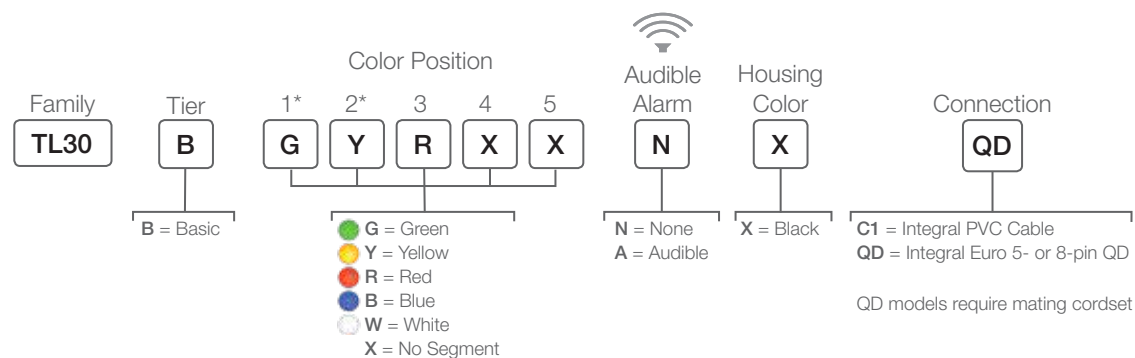 Color Position
Audible Alarm
Housing Color
Family
Tier
1* 2* 3 4 5
Connection
TL30 B G Y R X X N X QD
B = Basic
G = Green
Y = Yellow
R = Red
B = Blue
W = White
X = No Segment
N = None
A = Audible
X = Black
C1 = Integral PVC Cable
QD = Integral Euro 5- or 8-pin QD
QD models require mating cordset